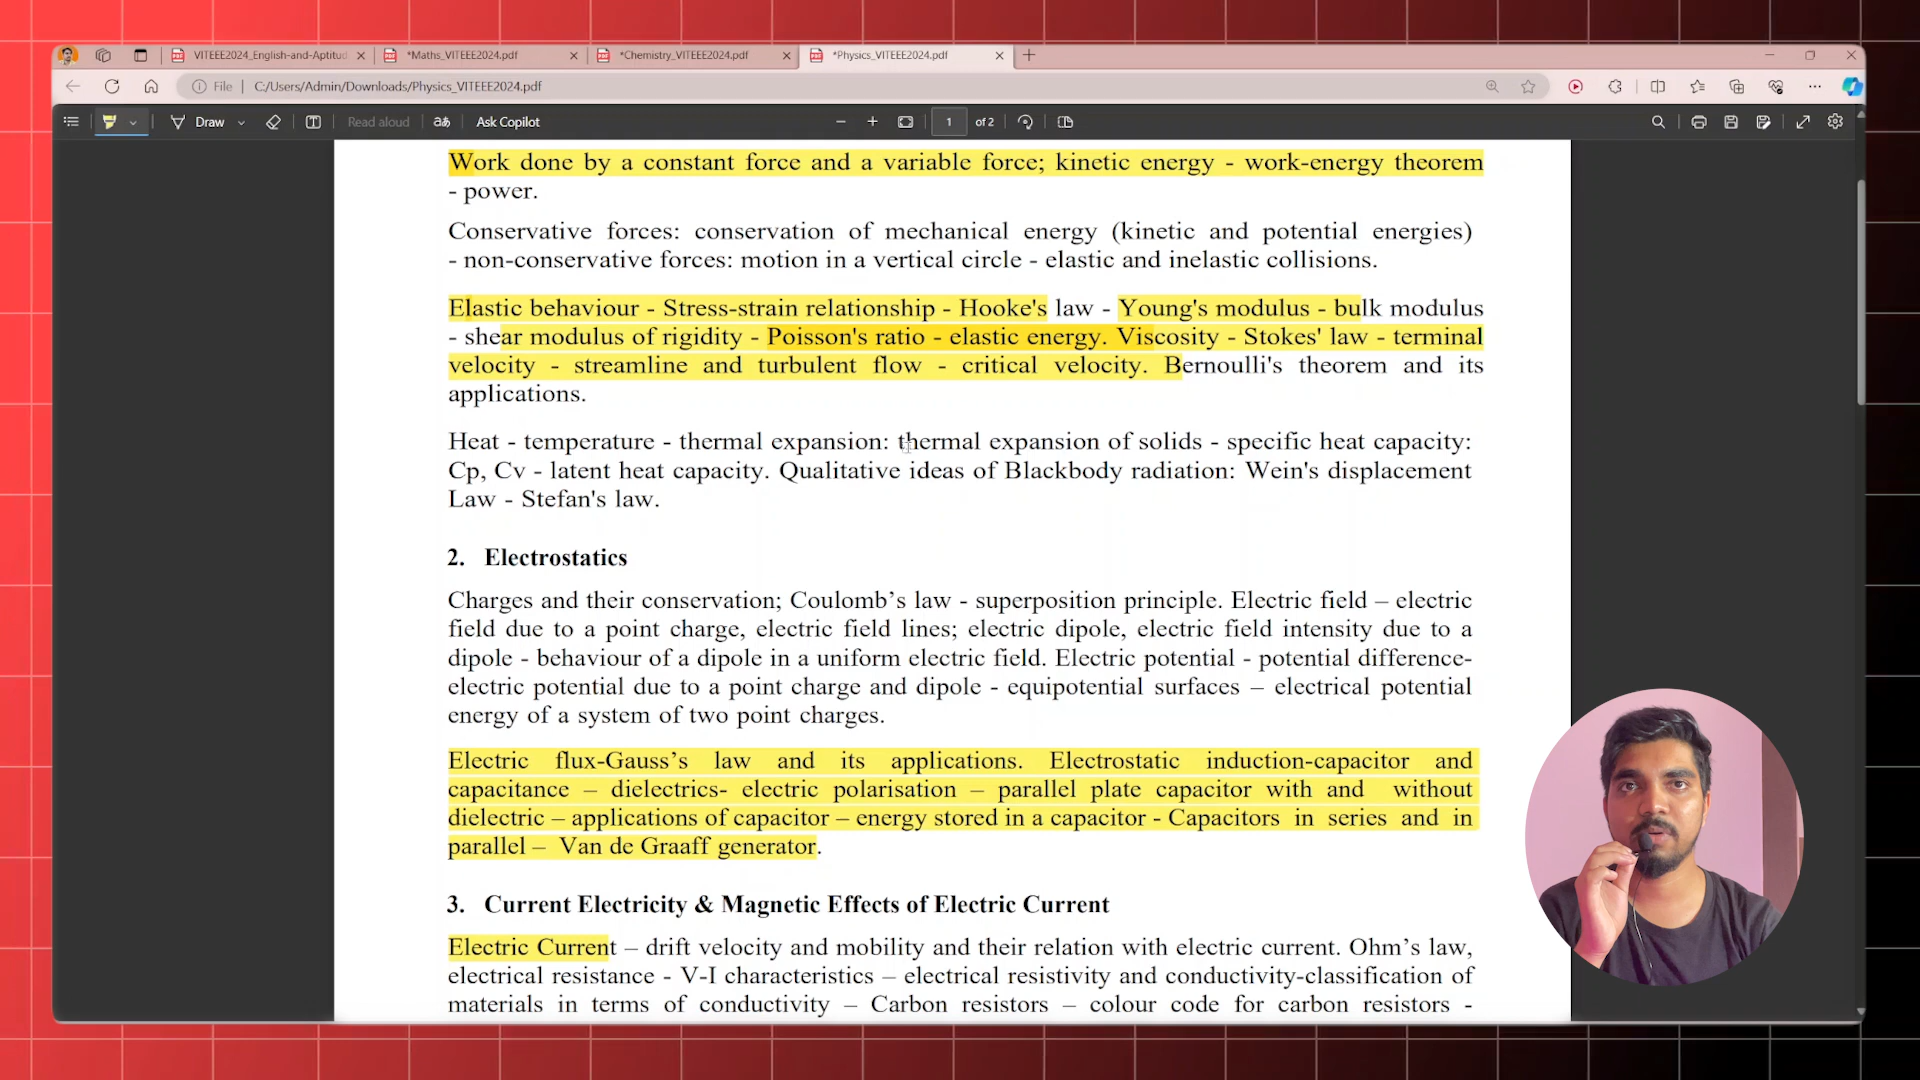 VITEEE2024_English-and-Aptitud
*Maths_VITEEE2024.pdf
*Chemistry_VITEEE2024.pdf
*Physics_VITEEE2024.pdf
File
C:/Users/Admin/Downloads/Physics_VITEEE2024.pdf
Draw
Read aloud
aあ
Ask Copilot
1 of 2
Work done by a constant force and a variable force; kinetic energy - work-energy theorem
- power.
Conservative forces: conservation of mechanical energy (kinetic and potential energies)
- non-conservative forces: motion in a vertical circle - elastic and inelastic collisions.
Elastic behaviour - Stress-strain relationship - Hooke's law - Young's modulus - bulk modulus
- shear modulus of rigidity - Poisson's ratio - elastic energy. Viscosity - Stokes' law - terminal
velocity - streamline and turbulent flow - critical velocity. Bernoulli's theorem and its
applications.
Heat - temperature - thermal expansion: thermal expansion of solids - specific heat capacity:
Cp, Cv - latent heat capacity. Qualitative ideas of Blackbody radiation: Wein's displacement
Law - Stefan's law.
2. Electrostatics
Charges and their conservation; Coulomb’s law - superposition principle. Electric field – electric
field due to a point charge, electric field lines; electric dipole, electric field intensity due to a
dipole - behaviour of a dipole in a uniform electric field. Electric potential - potential difference-
electric potential due to a point charge and dipole - equipotential surfaces – electrical potential
energy of a system of two point charges.
Electric flux-Gauss’s law and its applications. Electrostatic induction-capacitor and
capacitance – dielectrics- electric polarisation – parallel plate capacitor with and without
dielectric – applications of capacitor – energy stored in a capacitor - Capacitors in series and in
parallel – Van de Graaff generator.
3. Current Electricity & Magnetic Effects of Electric Current
Electric Current – drift velocity and mobility and their relation with electric current. Ohm’s law,
electrical resistance - V-I characteristics – electrical resistivity and conductivity-classification of
materials in terms of conductivity – Carbon resistors – colour code for carbon resistors -